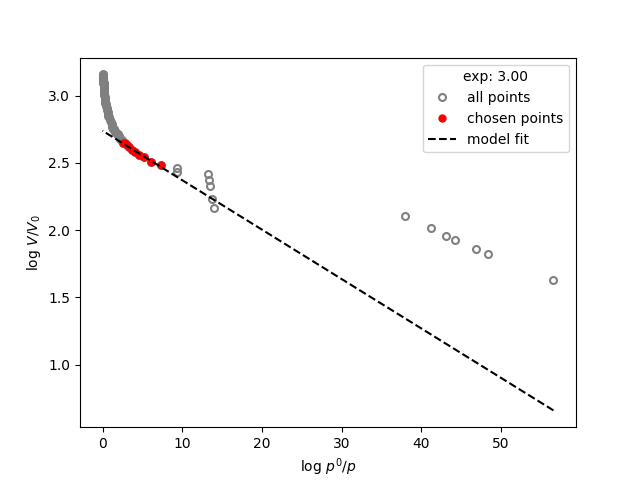 exp: 3.00
all points
chosen points
model fit
3.0
2.5
2.0
1.5
1.0
log V/V₀
0
10
20
30
40
50
log p⁰/p